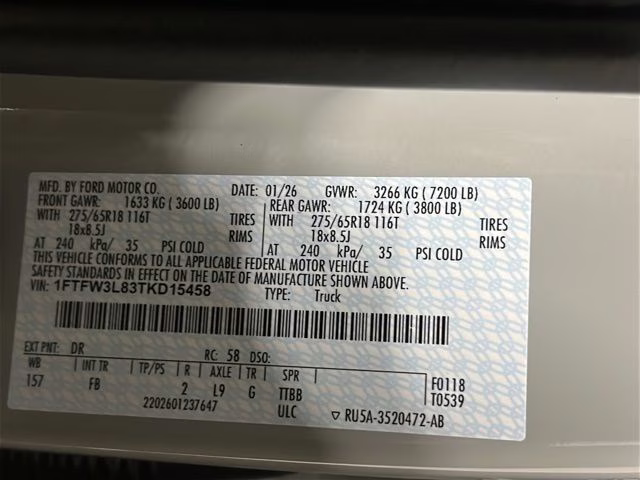 MFD. BY FORD MOTOR CO. DATE: 01/26 GVWR: 3266 KG ( 7200 LB)
FRONT GAWR: 1633 KG ( 3600 LB) REAR GAWR: 1724 KG ( 3800 LB)
WITH 275/65R18 116T TIRES WITH 275/65R18 116T TIRES
18x8.5J RIMS 18x8.5J RIMS
AT 240 kPa/ 35 PSI COLD AT 240 kPa/ 35 PSI COLD
THIS VEHICLE CONFORMS TO ALL APPLICABLE FEDERAL MOTOR VEHICLE
SAFETY STANDARDS IN EFFECT ON THE DATE OF MANUFACTURE SHOWN ABOVE.
VIN: 1FTFW3L83TKD15458 TYPE: Truck
EXT PNT: DR RC: 58 DSO:
WB INT TR TP/PS R AXLE TR SPR F0118
157 FB 2 L9 G TTBB T0539
2202601237647 ULC ▽ RU5A-3520472-AB